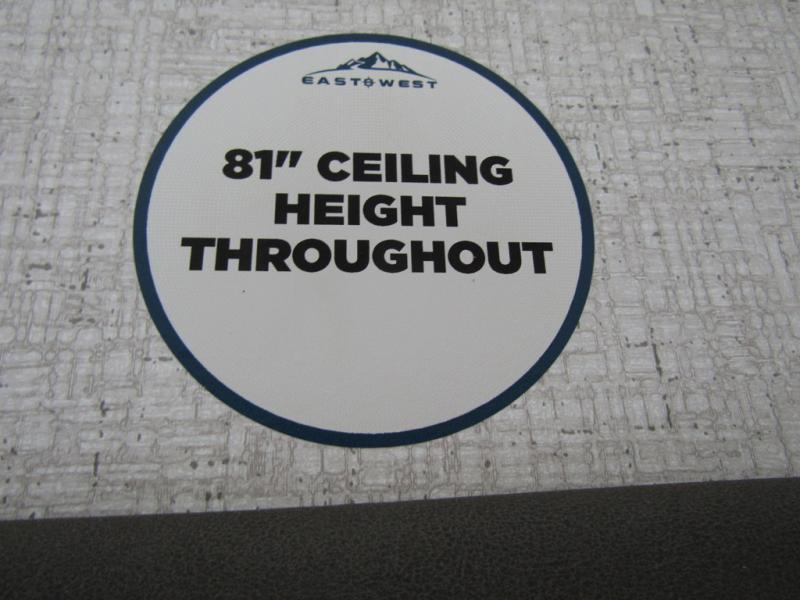 EAST&WEST
81" CEILING
HEIGHT
THROUGHOUT